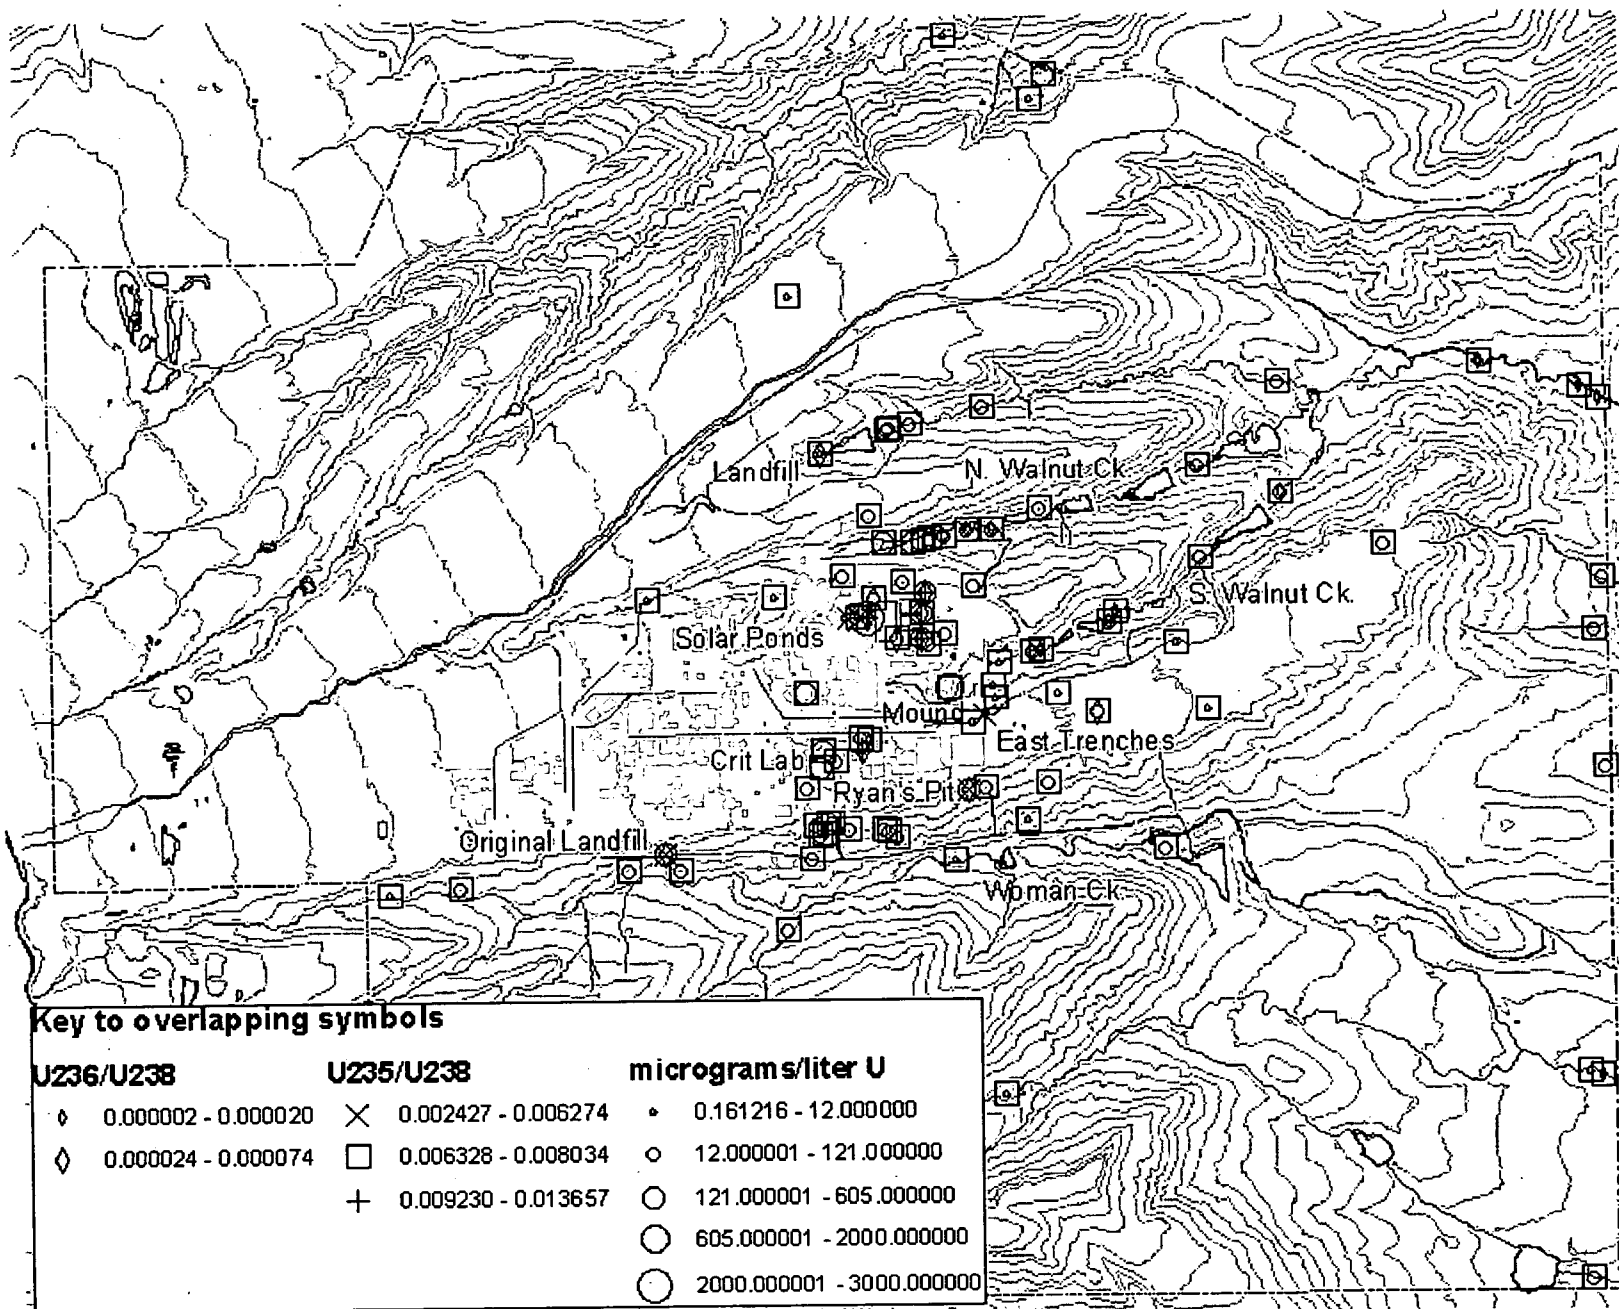 Landfill
N. Walnut Ck
S. Walnut Ck.
Solar Ponds
Mound
East Trenches
Crit Lab
Ryan's Pit
Original Landfill
Woman Ck
Key to overlapping symbols
U236/U238 U235/U238 micrograms/liter U
0.000002 - 0.000020 0.002427 - 0.006274 0.161216 - 12.000000
0.000024 - 0.000074 0.006328 - 0.008034 12.000001 - 121.000000
0.009230 - 0.013657 121.000001 - 605.000000
605.000001 - 2000.000000
2000.000001 - 3000.000000